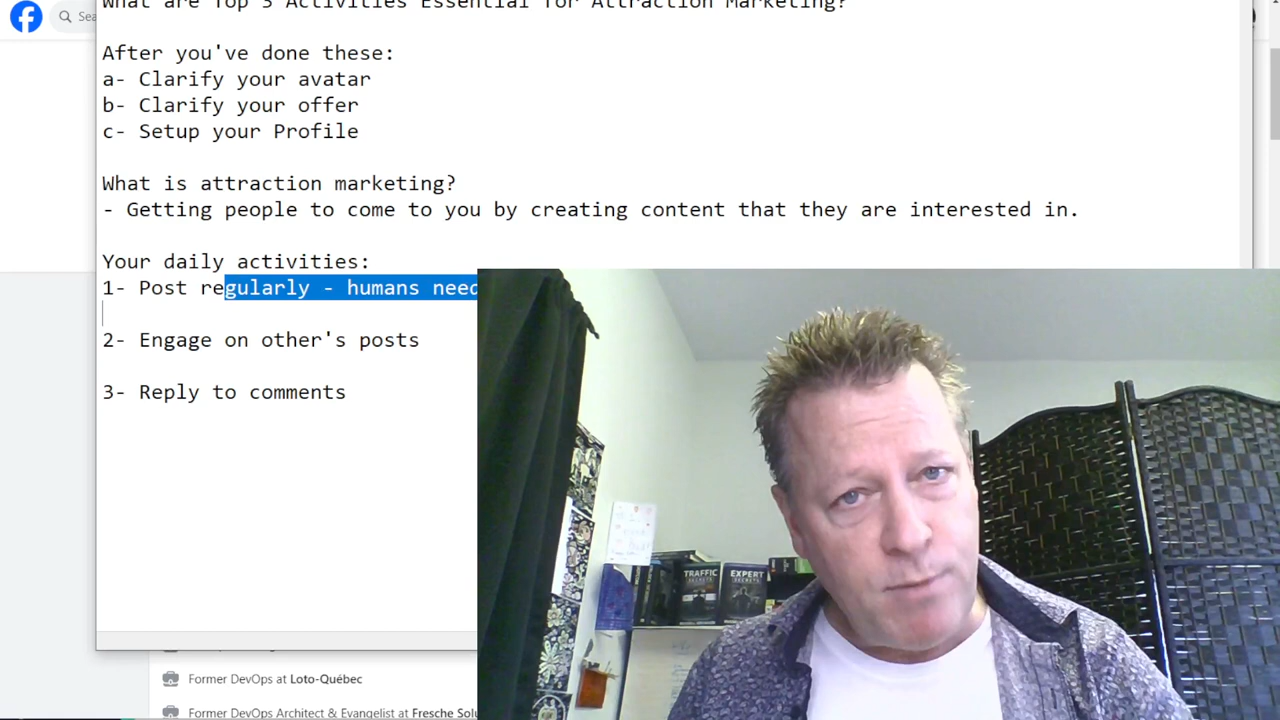 Sea
What are Top 3 Activities Essential for Attraction Marketing?
After you've done these:
a- Clarify your avatar
b- Clarify your offer
c- Setup your Profile
What is attraction marketing?
- Getting people to come to you by creating content that they are interested in.
Your daily activities:
1- Post regularly - humans need
2- Engage on other's posts
3- Reply to comments
TRAFFIC
SECRETS
EXPERT
SECRETS
Former DevOps at Loto-Québec
Former DevOps Architect & Evangelist at Fresche Solu